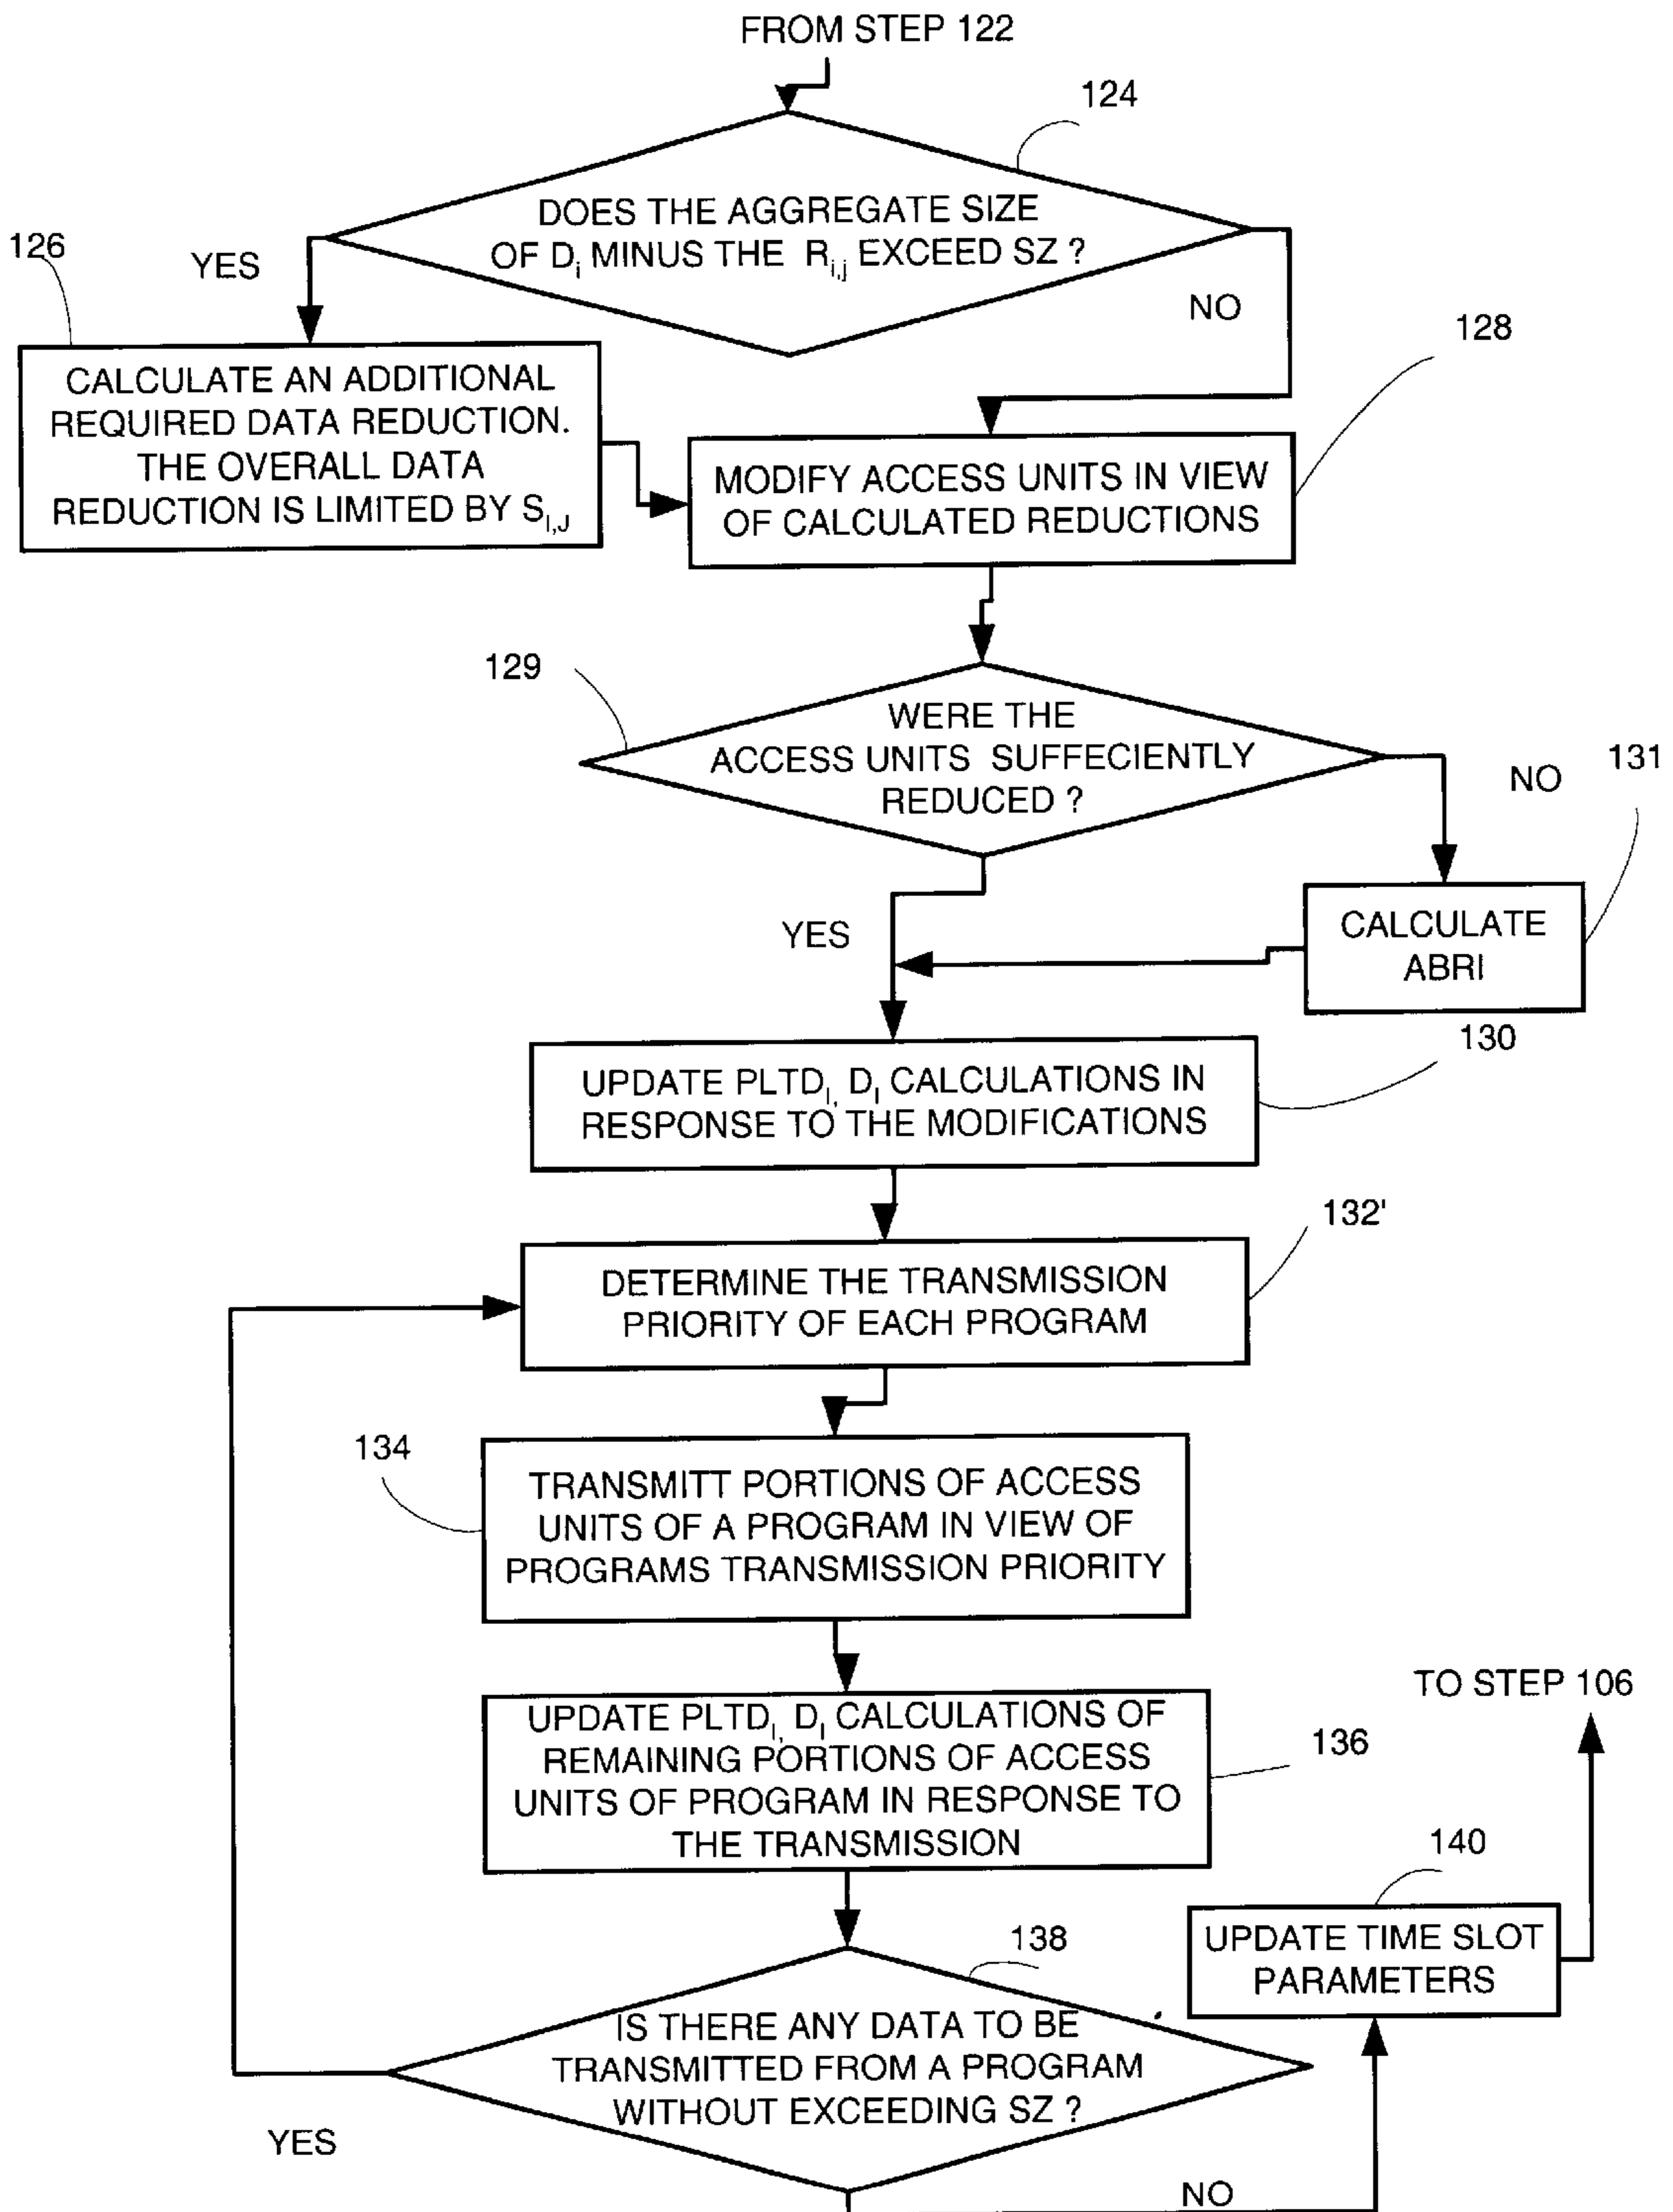 FROM STEP 122
124
DOES THE AGGREGATE SIZE
OF Di MINUS THE Ri,j EXCEED SZ ?
126
YES
NO
128
CALCULATE AN ADDITIONAL
REQUIRED DATA REDUCTION.
THE OVERALL DATA
REDUCTION IS LIMITED BY SI,J
MODIFY ACCESS UNITS IN VIEW
OF CALCULATED REDUCTIONS
129
WERE THE
ACCESS UNITS SUFFECIENTLY
REDUCED ?
NO
131
YES
CALCULATE
ABRI
130
UPDATE PLTDI, DI CALCULATIONS IN
RESPONSE TO THE MODIFICATIONS
132'
DETERMINE THE TRANSMISSION
PRIORITY OF EACH PROGRAM
134
TRANSMITT PORTIONS OF ACCESS
UNITS OF A PROGRAM IN VIEW OF
PROGRAMS TRANSMISSION PRIORITY
TO STEP 106
UPDATE PLTDI, DI CALCULATIONS OF
REMAINING PORTIONS OF ACCESS
UNITS OF PROGRAM IN RESPONSE TO
THE TRANSMISSION
136
140
UPDATE TIME SLOT
PARAMETERS
138
IS THERE ANY DATA TO BE
TRANSMITTED FROM A PROGRAM
WITHOUT EXCEEDING SZ ?
YES
NO